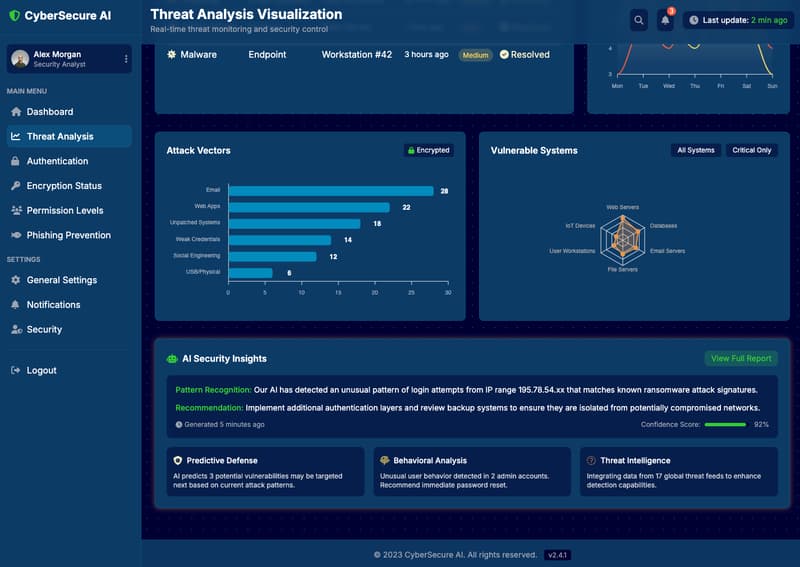 CyberSecure AI
Alex Morgan
Security Analyst
MAIN MENU
Dashboard
Threat Analysis
Authentication
Encryption Status
Permission Levels
Phishing Prevention
SETTINGS
General Settings
Notifications
Security
Logout
Threat Analysis Visualization
Real-time threat monitoring and security control
3
Last update: 2 min ago
Malware Endpoint Workstation #42 3 hours ago Medium Resolved
4
3
Mon Tue Wed Thu Fri Sat Sun
Attack Vectors
Encrypted
Email 28
Web Apps 22
Unpatched Systems 18
Weak Credentials 14
Social Engineering 12
USB/Physical 6
0 5 10 15 20 25 30
Vulnerable Systems
All Systems
Critical Only
Web Servers
IoT Devices
Databases
User Workstations
Email Servers
File Servers
AI Security Insights
View Full Report
Pattern Recognition: Our AI has detected an unusual pattern of login attempts from IP range 195.78.54.xx that matches known ransomware attack signatures.
Recommendation: Implement additional authentication layers and review backup systems to ensure they are isolated from potentially compromised networks.
Generated 5 minutes ago
Confidence Score: 92%
Predictive Defense
AI predicts 3 potential vulnerabilities may be targeted
next based on current attack patterns.
Behavioral Analysis
Unusual user behavior detected in 2 admin accounts.
Recommend immediate password reset.
Threat Intelligence
Integrating data from 17 global threat feeds to enhance
detection capabilities.
© 2023 CyberSecure AI. All rights reserved. v2.4.1